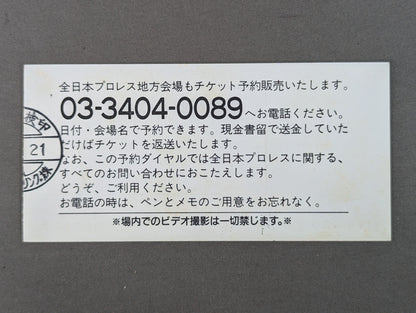 全日本プロレス地方会場もチケット予約販売いたします。
03-3404-0089へお電話ください。
日付・会場名で予約できます。現金書留で送金していた
だけばチケットを返送いたします。
なお、この予約ダイヤルでは全日本プロレスに関する、
すべてのお問い合わせにおこたえします。
どうぞ、ご利用ください。
お電話の時は、ペンとメモのご用意をお忘れなく。
※場内でのビデオ撮影は一切禁じます。※
検印
21